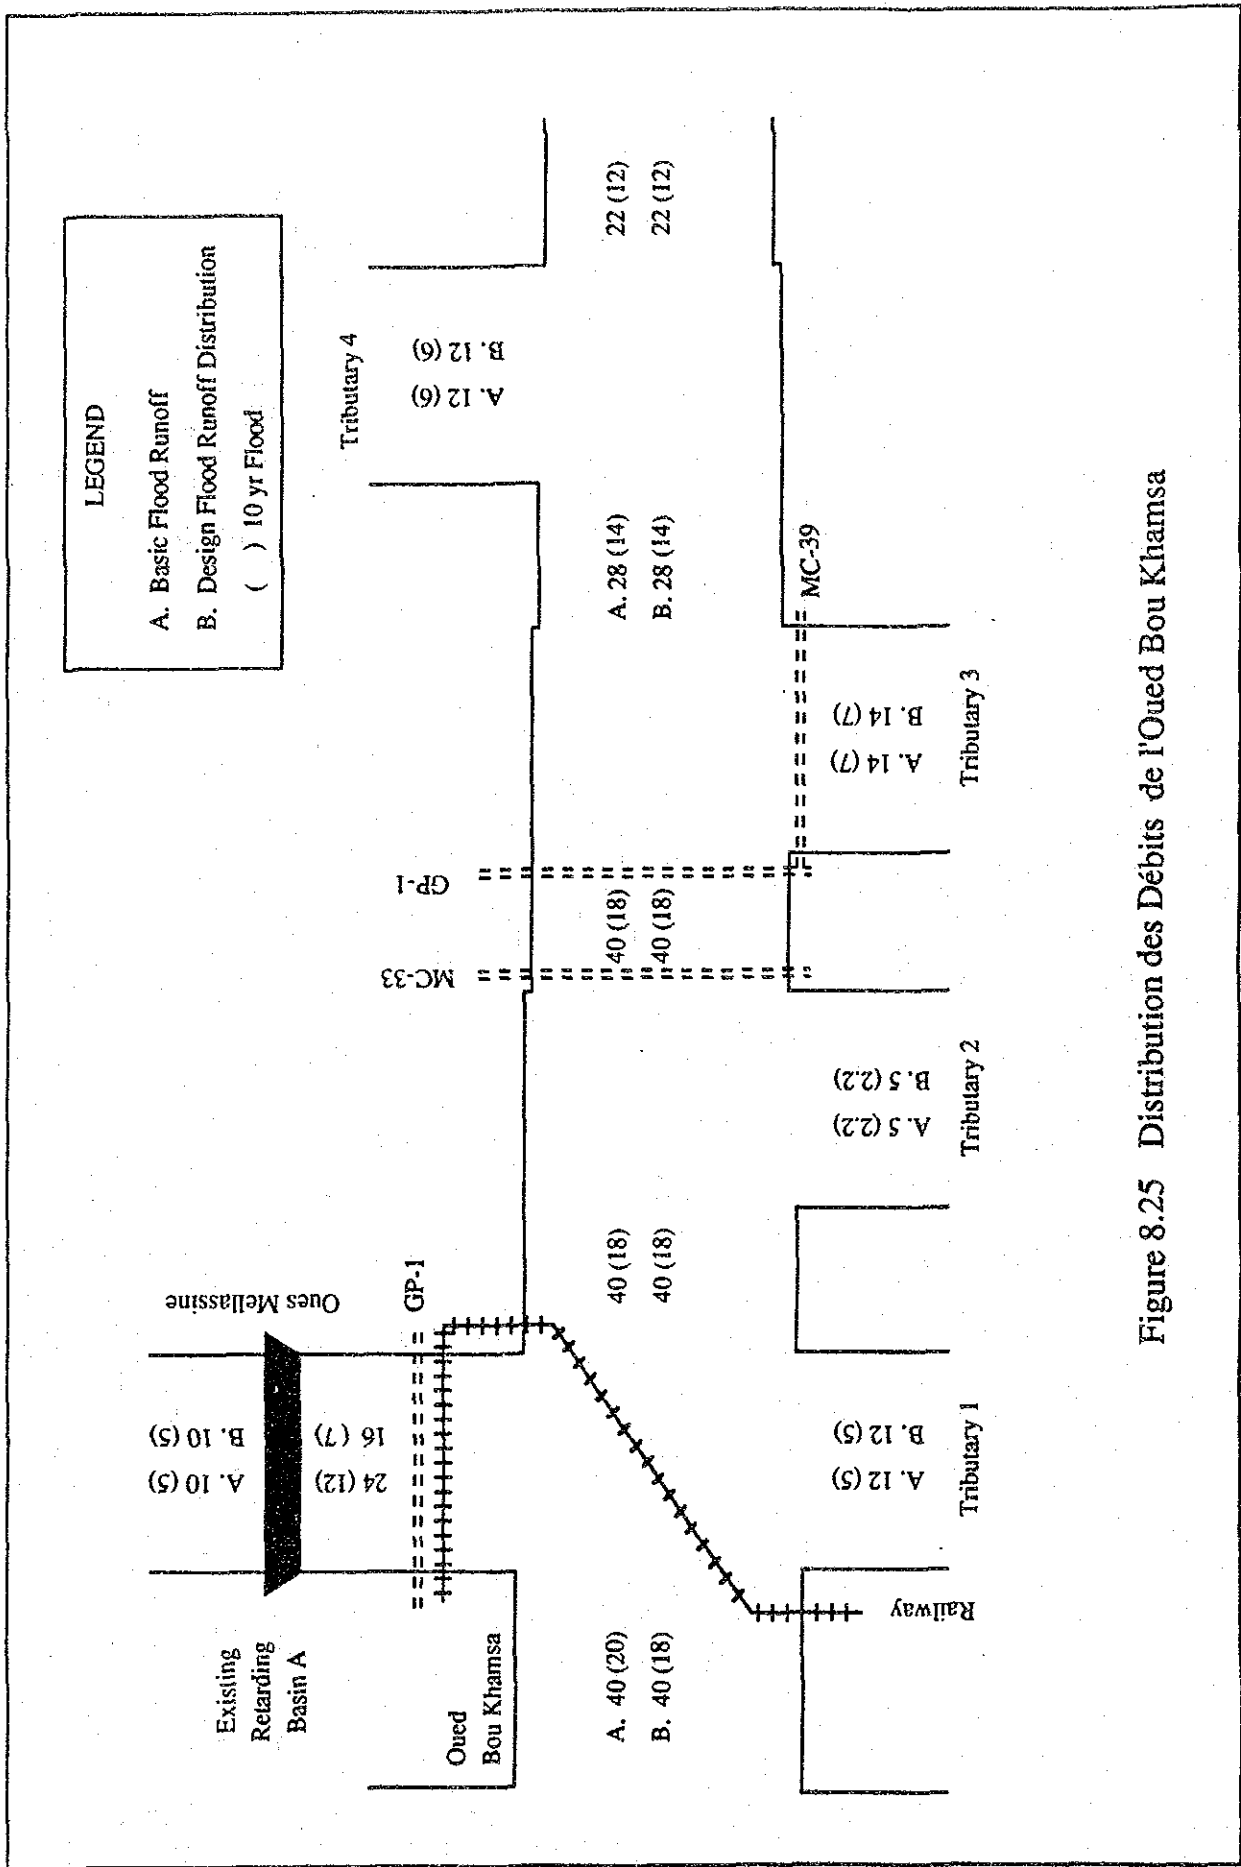 LEGEND
A. Basic Flood Runoff
B. Design Flood Runoff Distribution
( ) 10 yr Flood
Existing
Retarding
Basin A
Oued
Bou Khamsa
Oues Mellassine
A. 10 (5)
B. 10 (5)
24 (12)
16 (7)
GP-1
MC-33
GP-1
Tributary 4
A. 12 (6)
B. 12 (6)
A. 40 (20)
B. 40 (18)
40 (18)
40 (18)
40 (18)
40 (18)
A. 28 (14)
B. 28 (14)
22 (12)
22 (12)
MC-39
Railway
A. 12 (5)
B. 12 (5)
Tributary 1
A. 5 (2.2)
B. 5 (2.2)
Tributary 2
A. 14 (7)
B. 14 (7)
Tributary 3
Figure 8.25 Distribution des Débits de l'Oued Bou Khamsa